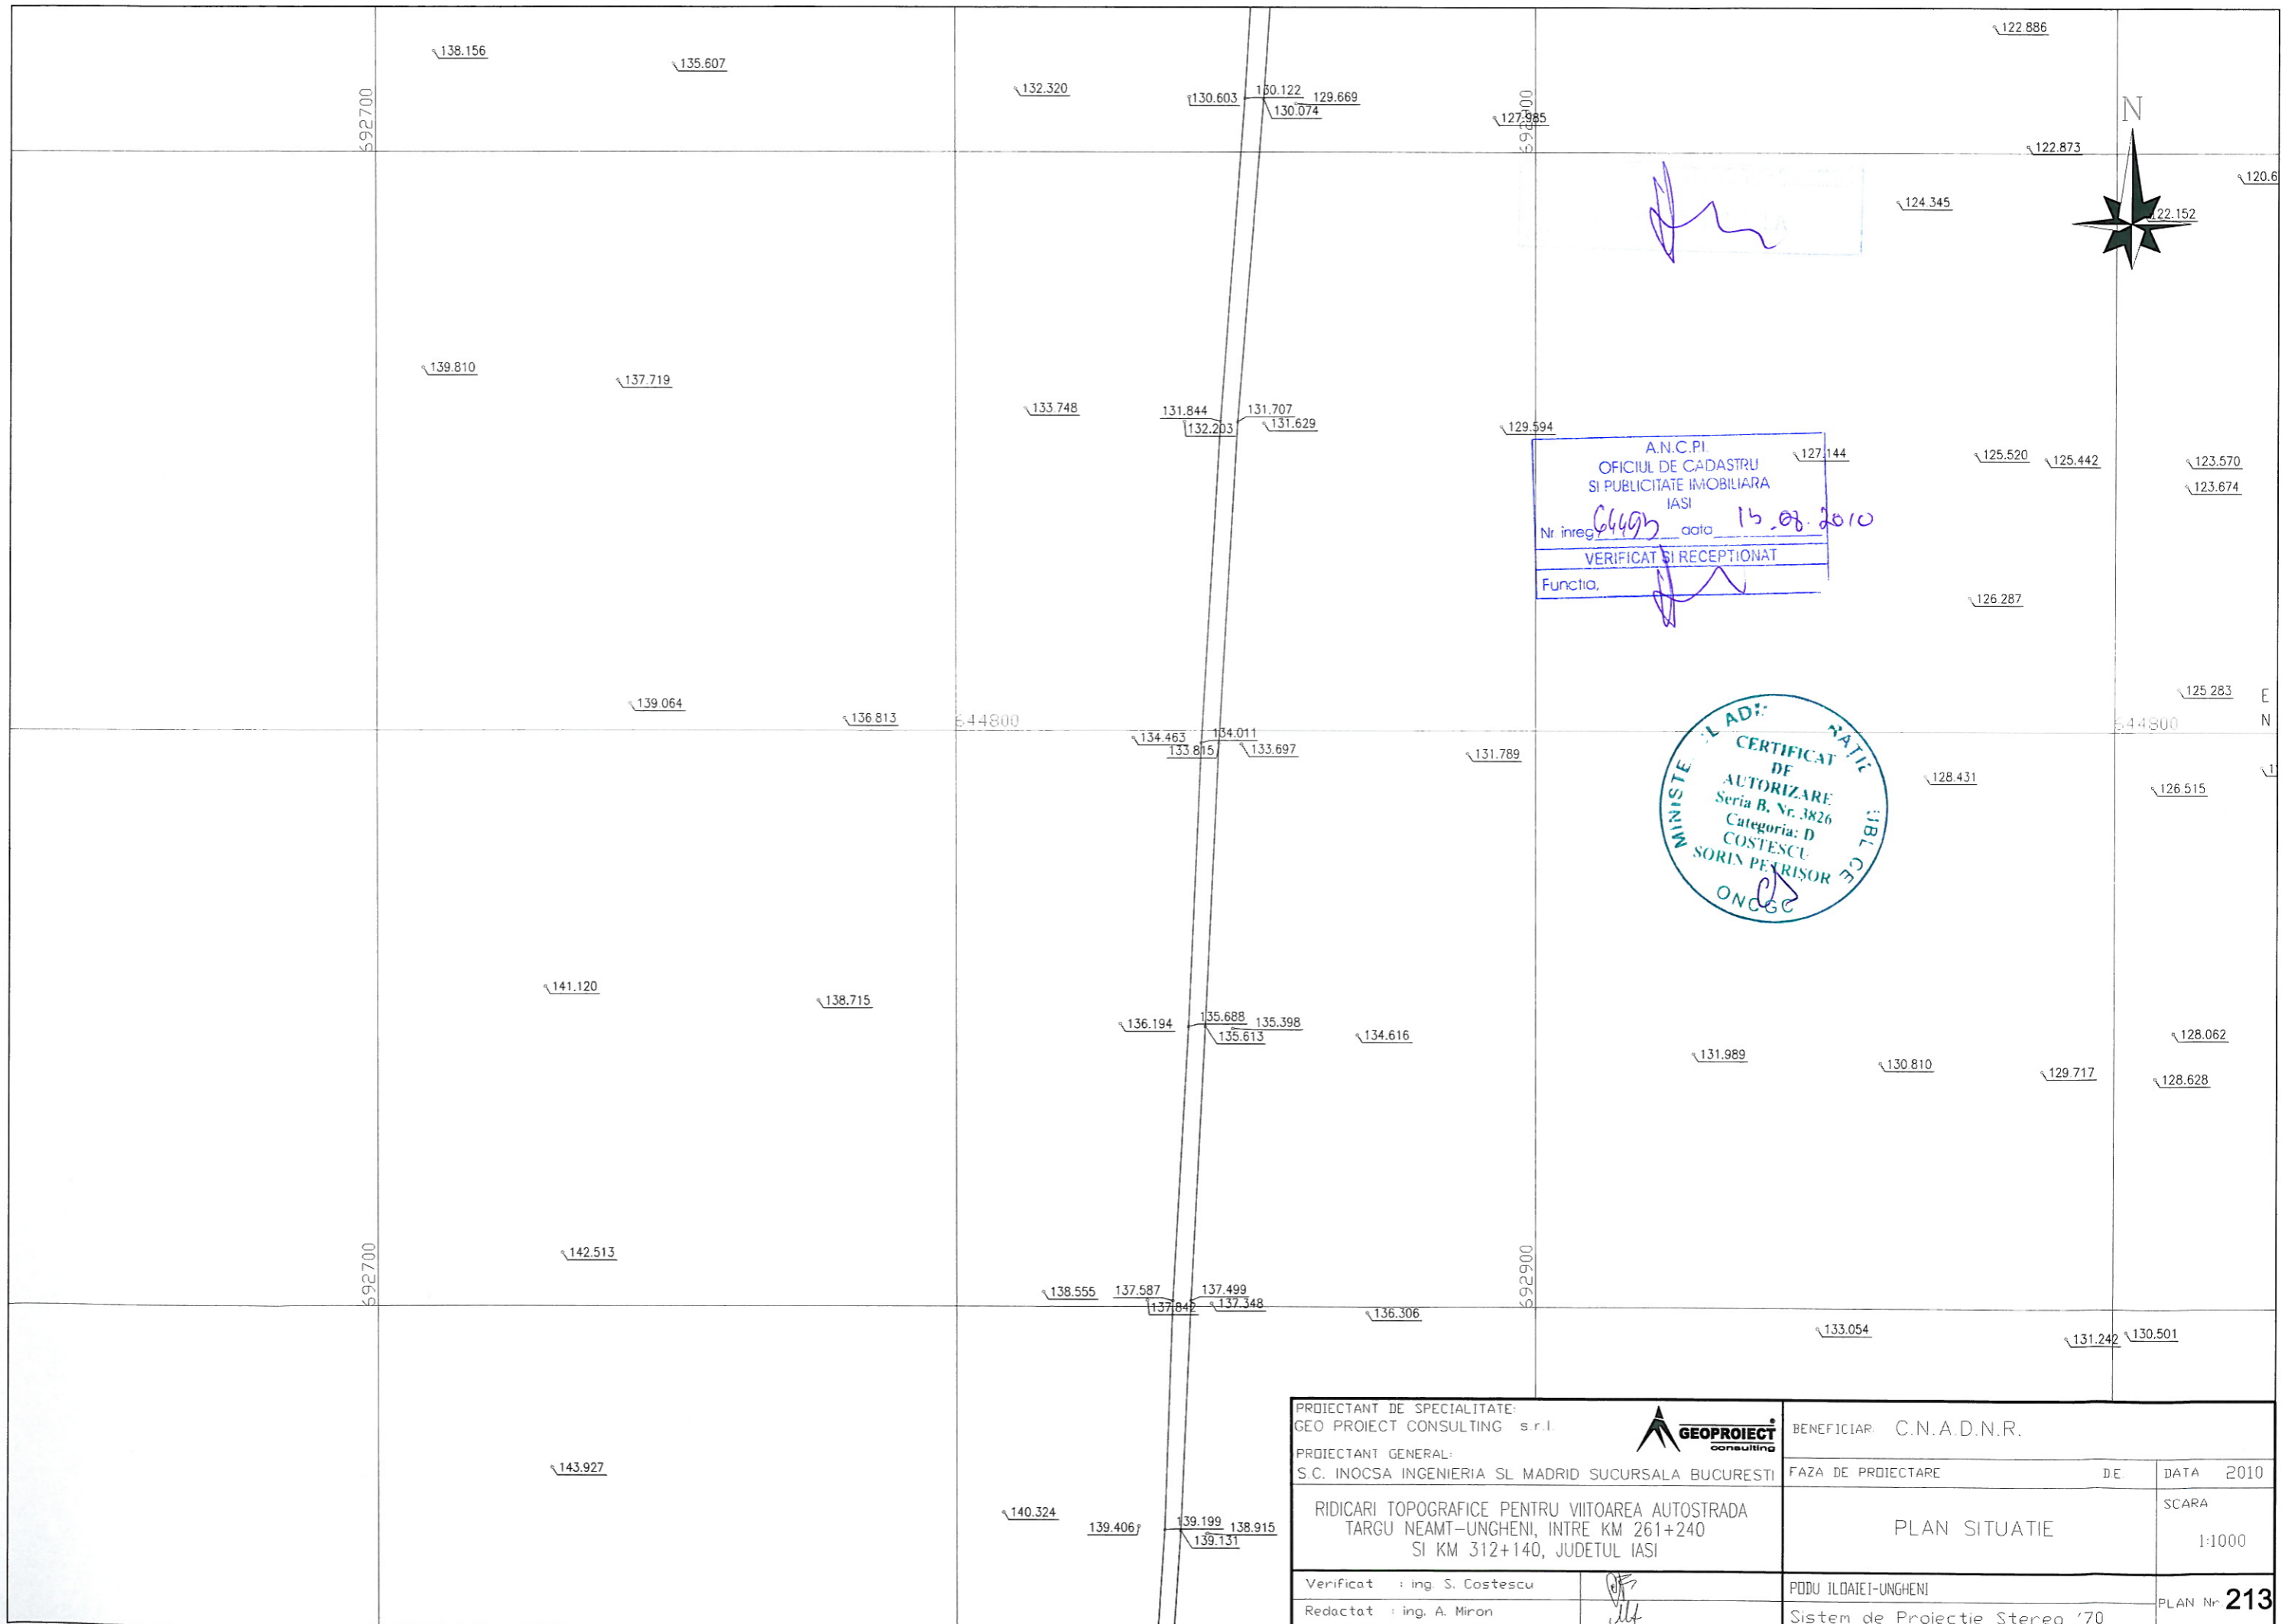 122.886
138.156
135.607
132.320
130.603
130.122
129.669
130.074
127.985
692700
692900
N
122.873
120.6
124.345
122.152
139.810
137.719
133.748
131.844
131.707
132.203
131.629
129.594
A.N.C.P.I.
OFICIUL DE CADASTRU
SI PUBLICITATE IMOBILIARA
IASI
Nr. inreg data 2010
VERIFICAT SI RECEPTIONAT
Functia,
127.144
125.520
125.442
123.570
123.674
126.287
125.283
E
N
139.064
136.813
644800
134.463
134.011
133.815
133.697
131.789
644800
128.431
126.515
CERTIFICAT
DE
AUTORIZARE
Seria B, Nr. 3826
Categoria: D
COSTESCU
SORIN PETRIŞOR
ONCGC
141.120
138.715
136.194
135.688
135.398
135.613
134.616
131.989
130.810
129.717
128.062
128.628
692700
692900
142.513
138.555
137.587
137.499
137.842
137.348
136.306
133.054
131.242
130.501
143.927
140.324
139.406
139.199
138.915
139.131
PROIECTANT DE SPECIALITATE:
GEO PROIECT CONSULTING s.r.l.
GEOPROIECT
consulting
PROIECTANT GENERAL:
S.C. INOCSA INGENIERIA SL MADRID SUCURSALA BUCURESTI
BENEFICIAR: C.N.A.D.N.R.
FAZA DE PROIECTARE D.E.
DATA 2010
RIDICARI TOPOGRAFICE PENTRU VIITOAREA AUTOSTRADA
TARGU NEAMT-UNGHENI, INTRE KM 261+240
SI KM 312+140, JUDETUL IASI
PLAN SITUATIE
SCARA
1:1000
Verificat : ing. S. Costescu
Redactat : ing. A. Miron
PODU ILOAIEI-UNGHENI
Sistem de Proiectie Stereo '70
PLAN Nr 213